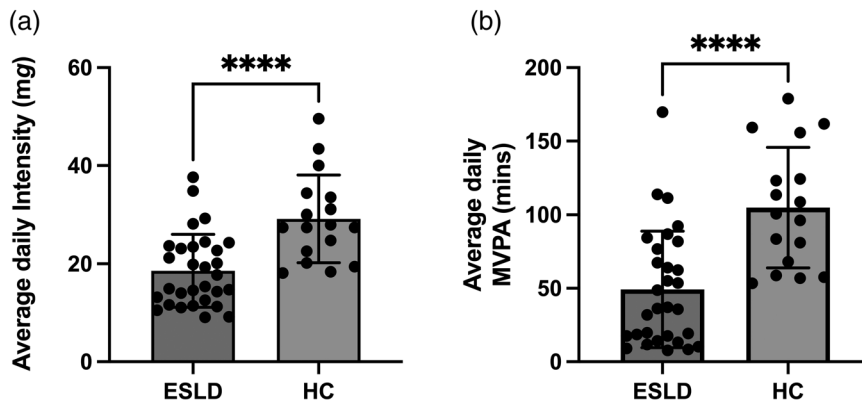 (a)
Average daily Intensity (mg)
60
40
20
0
****
ESLD
HC
(b)
Average daily
MVPA (mins)
200
150
100
50
0
****
ESLD
HC